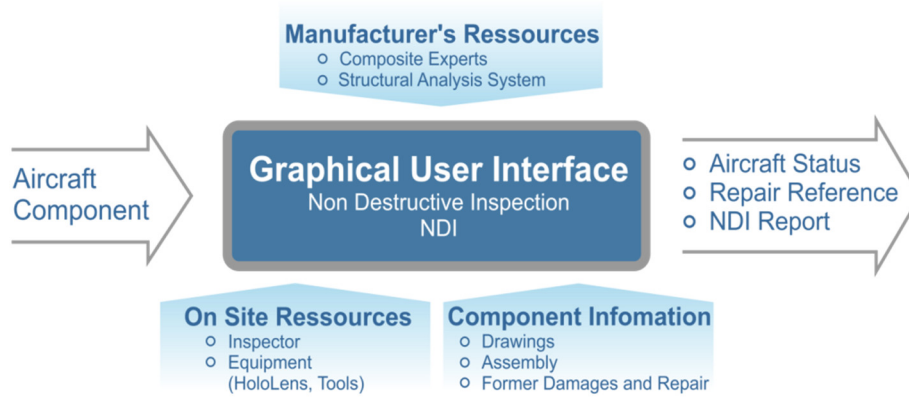 Manufacturer's Ressources
Composite Experts
Structural Analysis System
Aircraft
Component
Graphical User Interface
Non Destructive Inspection
NDI
Aircraft Status
Repair Reference
NDI Report
On Site Ressources
Inspector
Equipment
(HoloLens, Tools)
Component Infomation
Drawings
Assembly
Former Damages and Repair